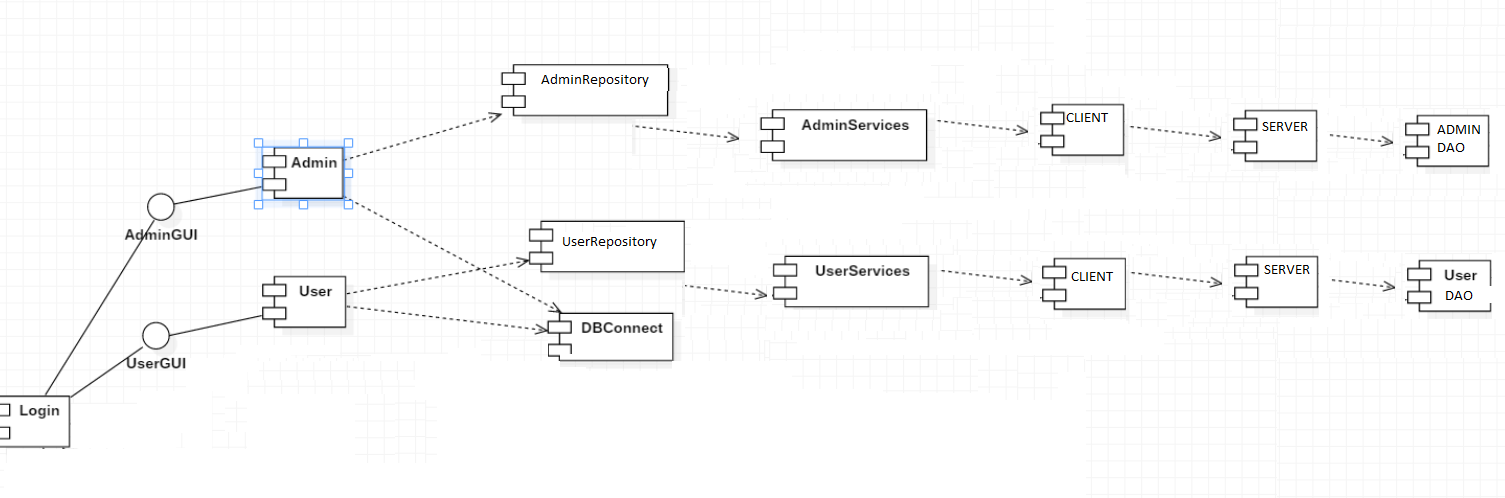 AdminRepository
AdminServices
CLIENT
SERVER
ADMIN
DAO
Admin
AdminGUI
UserRepository
UserServices
CLIENT
SERVER
User
DAO
User
DBConnect
UserGUI
Login